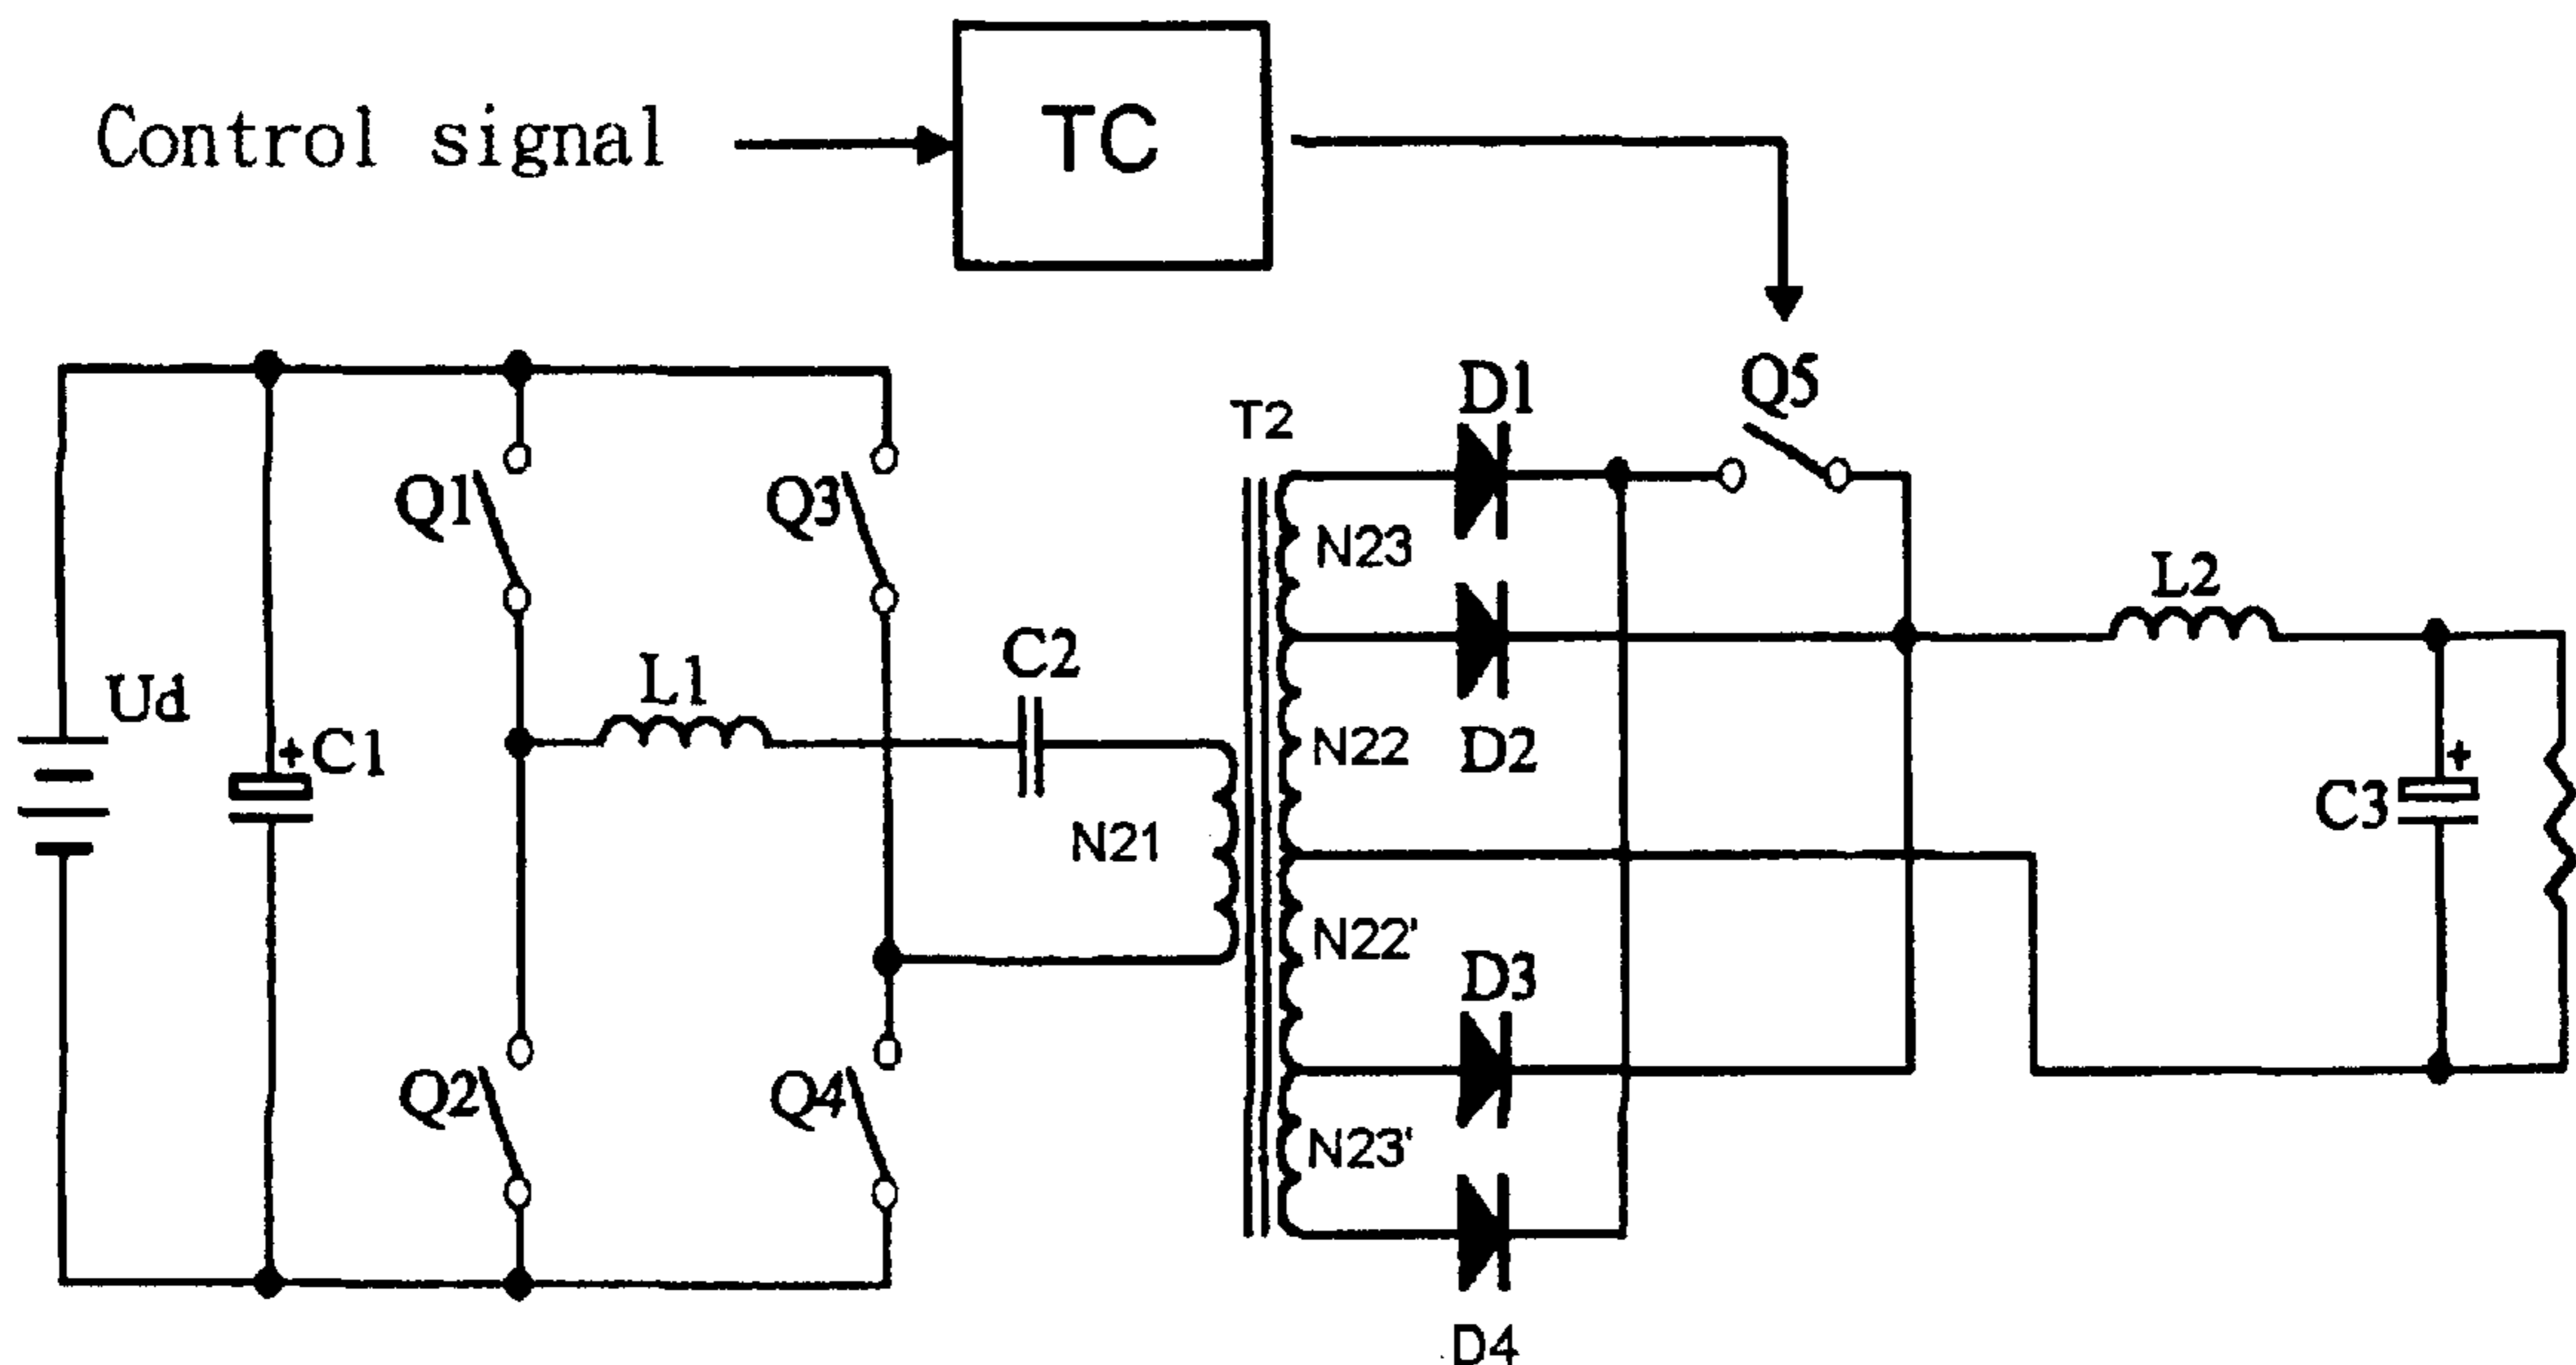 Control signal
TC
Q5
D1
T2
Q1
Q3
N23
L2
C2
L1
Ud
C1
N22
D2
+
+
C3
N21
N22'
D3
Q2
Q4
N23'
D4